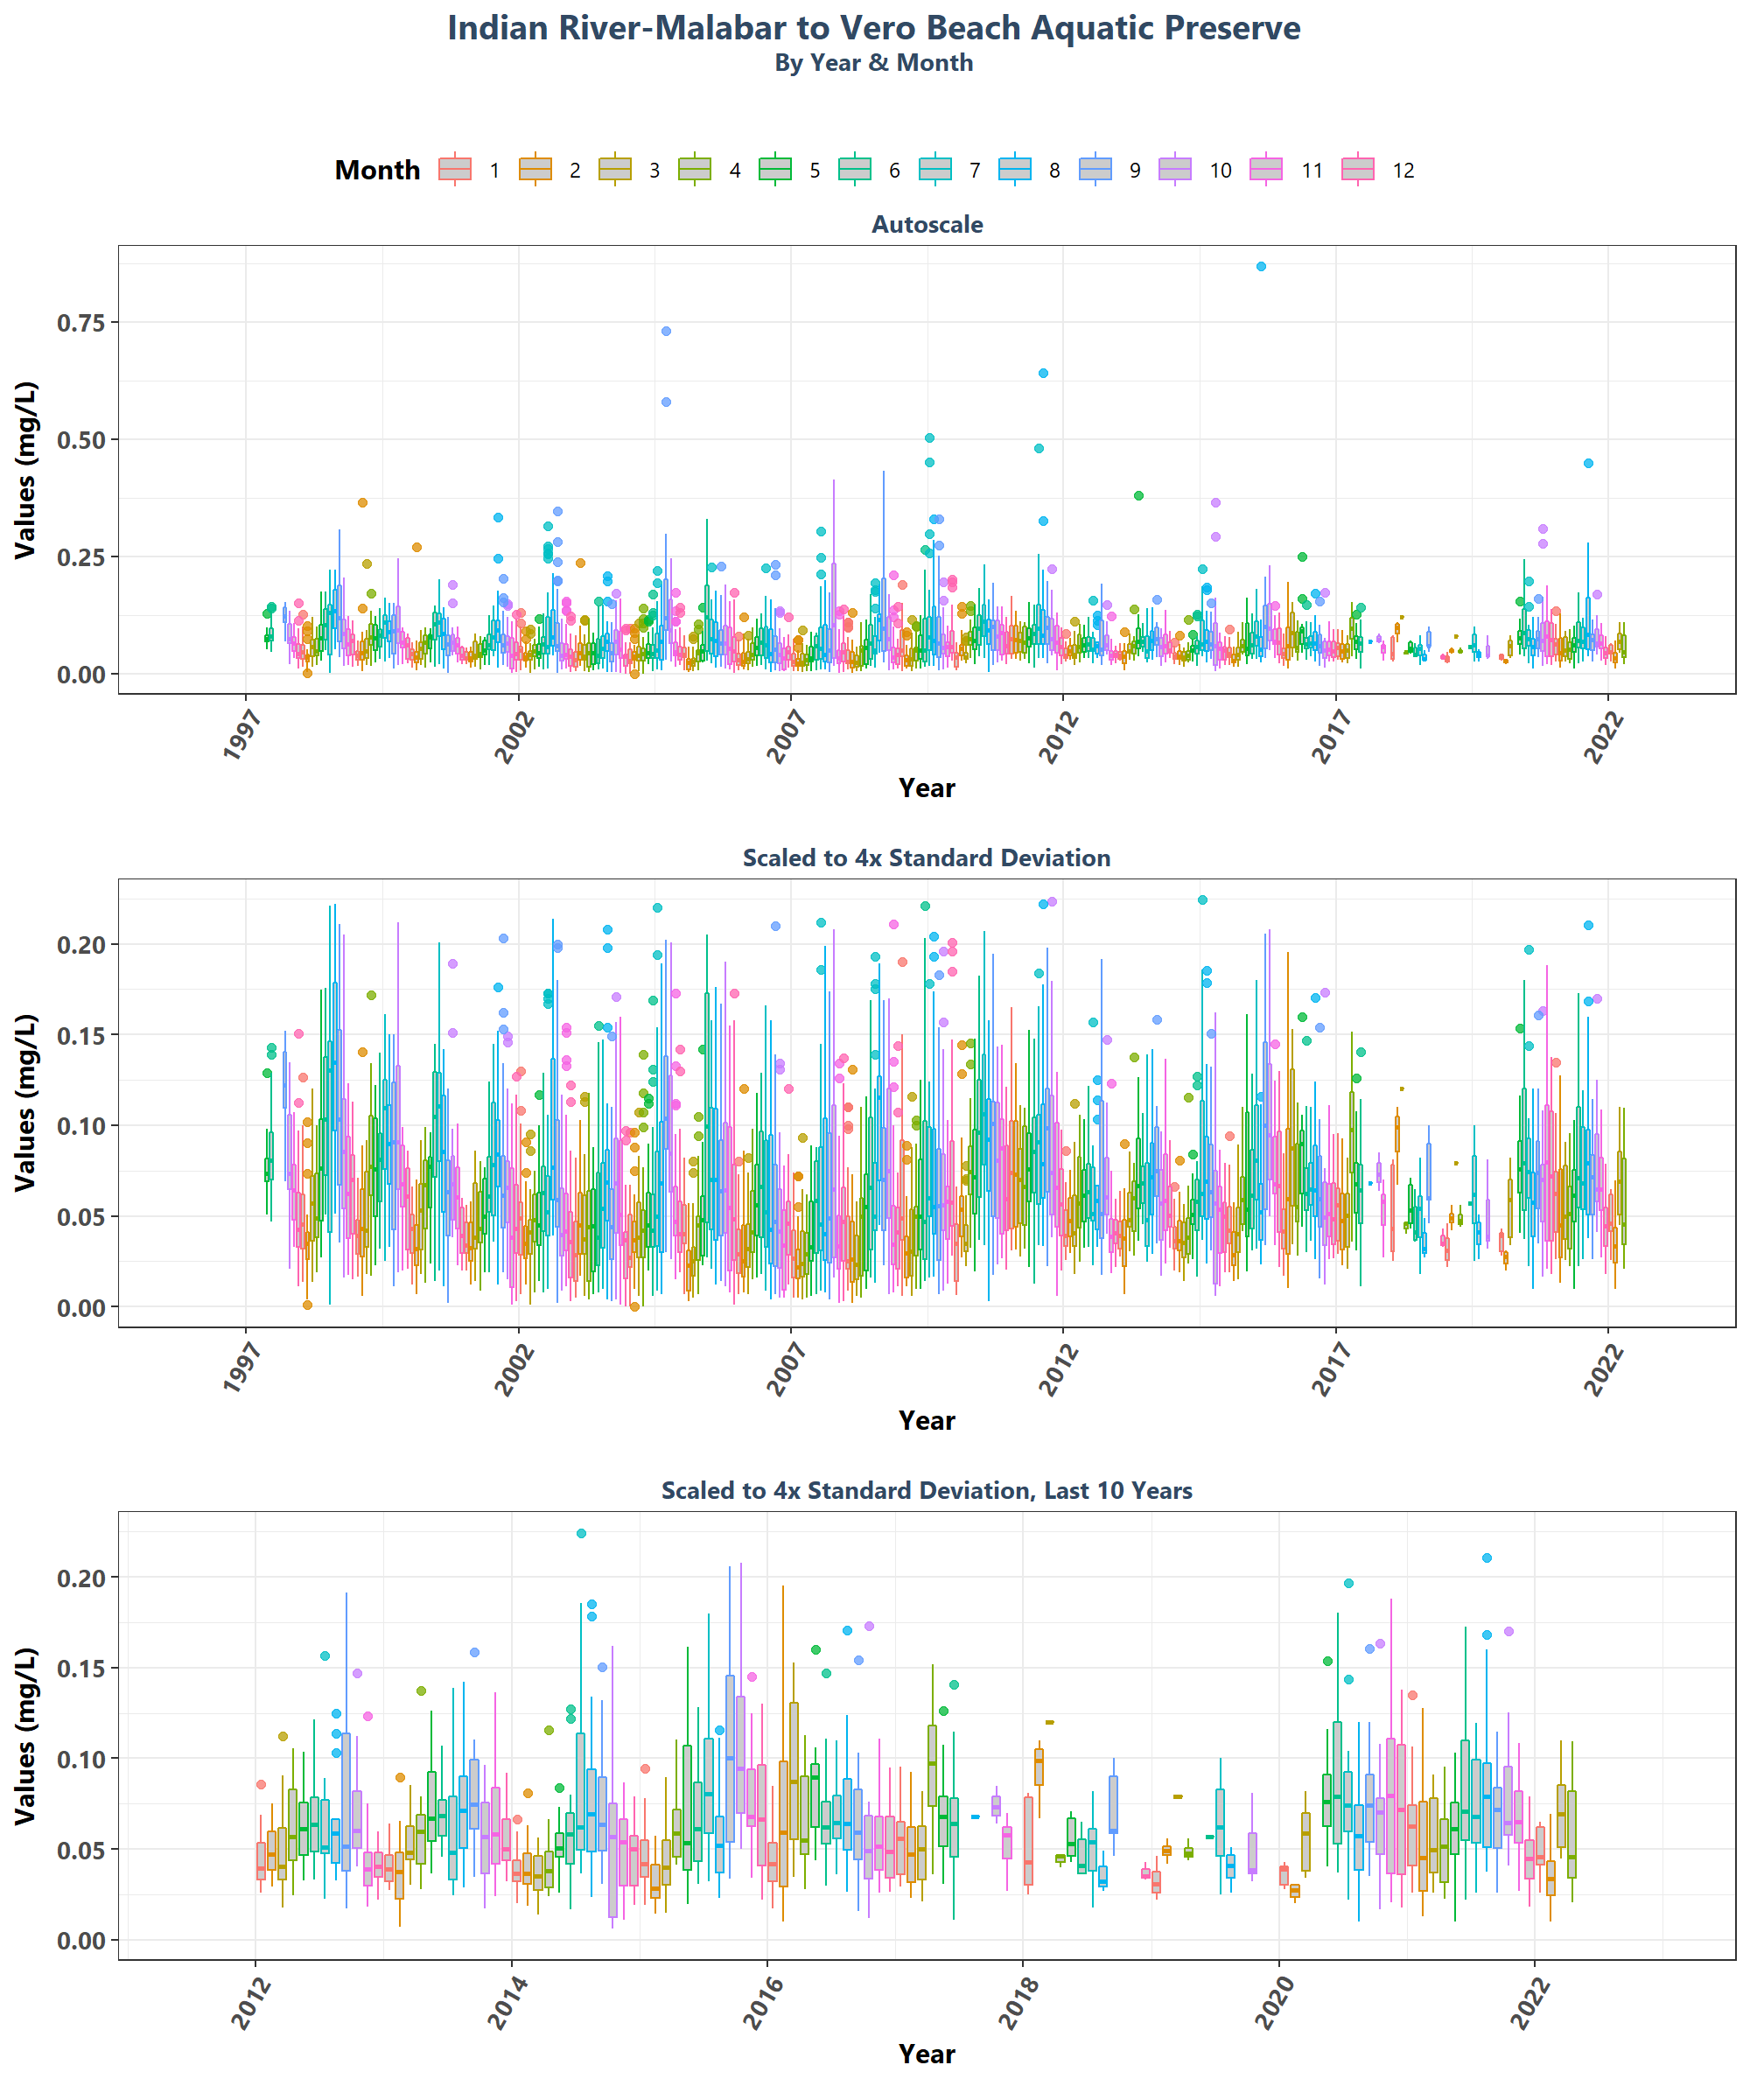 Indian River-Malabar to Vero Beach Aquatic Preserve
By Year & Month
Month 1 2 3 4 5 6 7 8 9 10 11 12
Autoscale
Values (mg/L)
0.75
0.50
0.25
0.00
1997 2002 2007 2012 2017 2022
Year
Scaled to 4x Standard Deviation
Values (mg/L)
0.20
0.15
0.10
0.05
0.00
1997 2002 2007 2012 2017 2022
Year
Scaled to 4x Standard Deviation, Last 10 Years
Values (mg/L)
0.20
0.15
0.10
0.05
0.00
2012 2014 2016 2018 2020 2022
Year